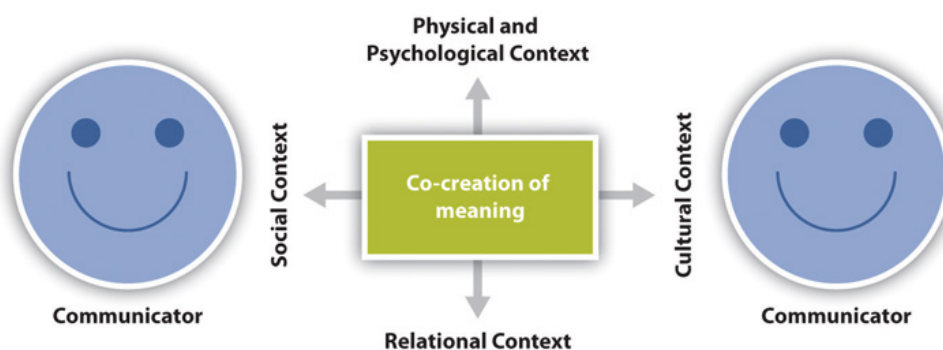 Physical and
Psychological Context
Social Context
Co-creation of
meaning
Cultural Context
Communicator
Relational Context
Communicator